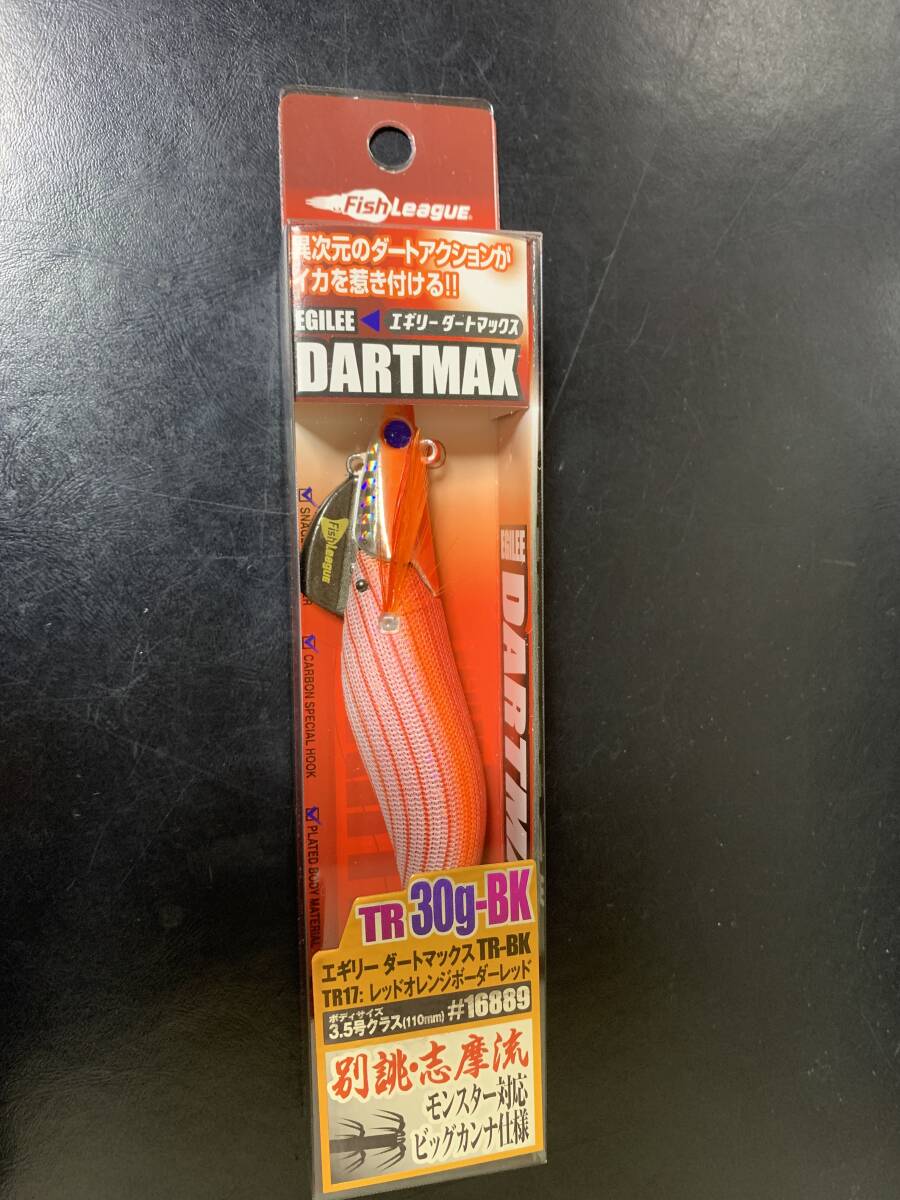 Fish League
異次元のダートアクションが
イカを惹き付ける!!
EGILEE エギリー ダートマックス
DARTMAX
Fish League
EGILEE DARTM
CARBON SPECIAL HOOK
PLATED BODY MATERIAL
TR 30g-BK
エギリー ダートマックス TR-BK
TR17: レッドオレンジボーダーレッド
ボディサイズ
3.5号クラス(110mm) #16889
別誂・志摩流
モンスター対応
ビッグカンナ仕様